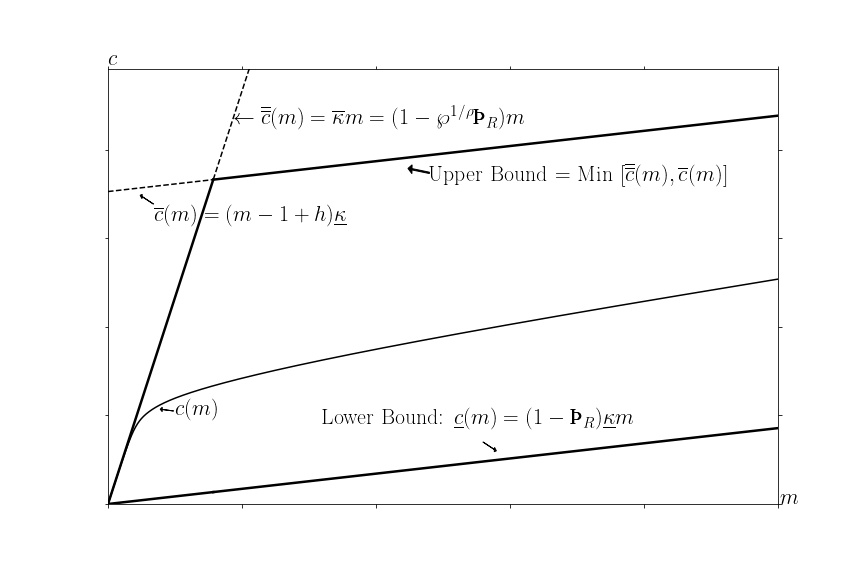 c
← c̿(m) = κ̅m = (1 − ℘^{1/ρ}Þ_R)m
Upper Bound = Min [c̿(m), c̅(m)]
c̅(m) = (m − 1 + h)κ̲
c(m)
Lower Bound: c̲(m) = (1 − Þ_R)κ̲m
m